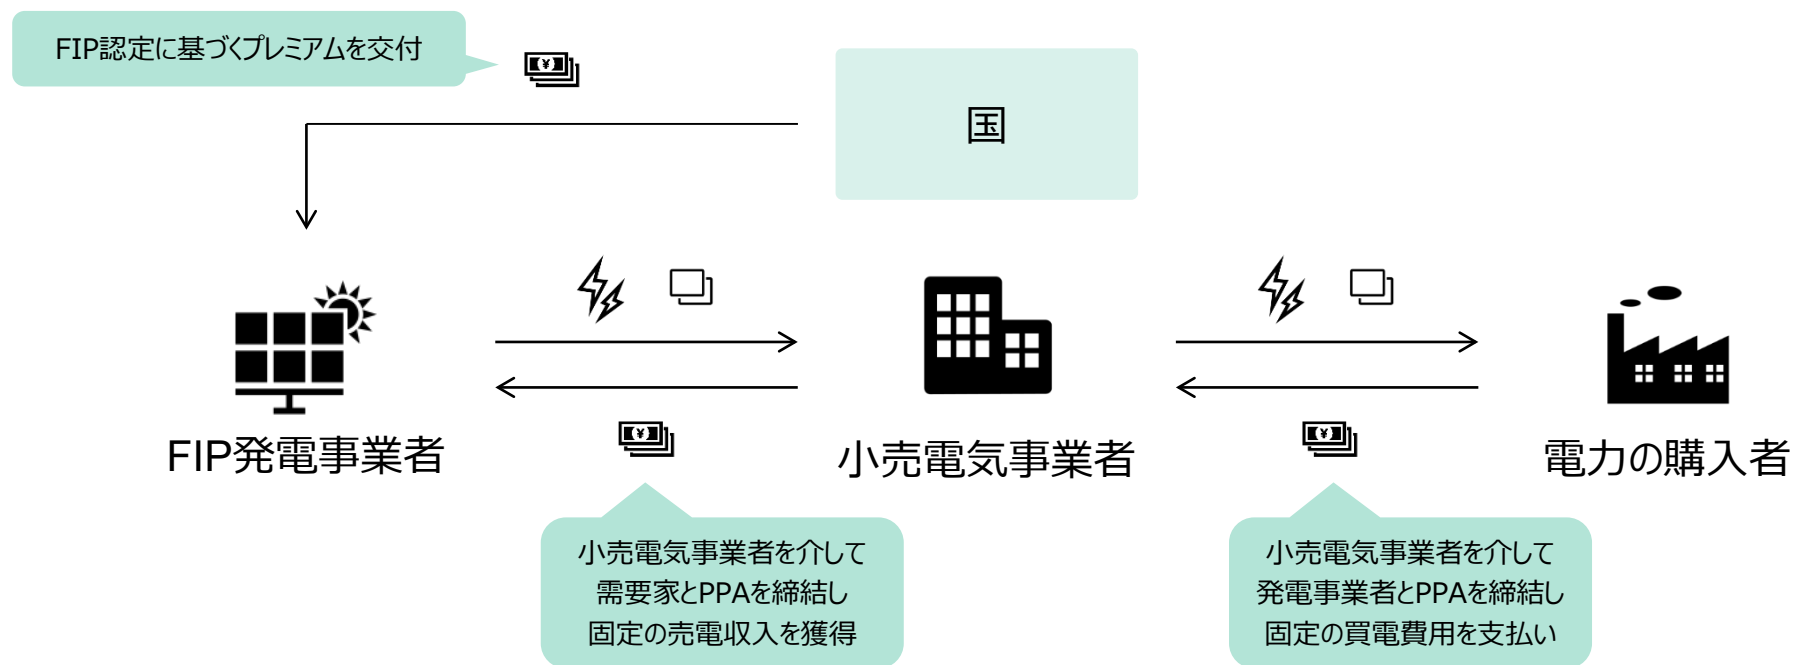 FIP認定に基づくプレミアムを交付
国
FIP発電事業者
小売電気事業者
電力の購入者
小売電気事業者を介して
需要家とPPAを締結し
固定の売電収入を獲得
小売電気事業者を介して
発電事業者とPPAを締結し
固定の買電費用を支払い